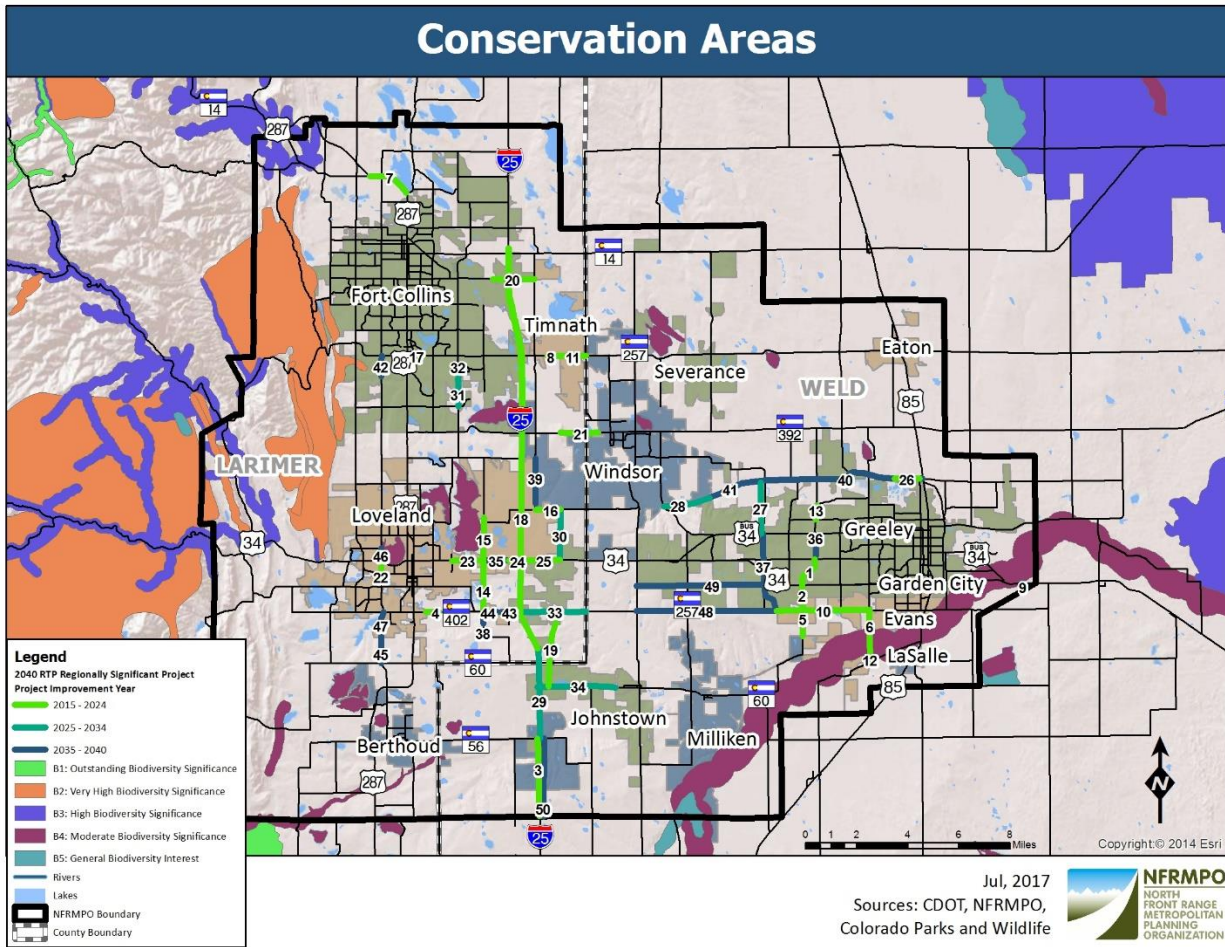 Conservation Areas
14
287
25
7
287
14
20
Fort Collins
Timnath
257
Eaton
42
287
17
32
8
11
Severance
WELD
85
31
25
392
21
LARIMER
Windsor
39
41
40
26
28
27
Loveland
287
18
16
13
34
15
30
BUS
34
36
Greeley
BUS
34
46
22
23
35
24
25
34
37
34
1
Garden City
9
49
14
2
402
44
43
33
257
48
10
Evans
47
38
5
6
45
60
19
12
LaSalle
34
60
85
29
Johnstown
Berthoud
56
Milliken
287
3
50
25
N
0 1 2 4 6 8
Miles
Copyright:© 2014 Esri
Legend
2040 RTP Regionally Significant Project
Project Improvement Year
2015 - 2024
2025 - 2034
2035 - 2040
B1: Outstanding Biodiversity Significance
B2: Very High Biodiversity Significance
B3: High Biodiversity Significance
B4: Moderate Biodiversity Significance
B5: General Biodiversity Interest
Rivers
Lakes
NFRMPO Boundary
County Boundary
Jul, 2017
Sources: CDOT, NFRMPO,
Colorado Parks and Wildlife
NFRMPO
NORTH
FRONT RANGE
METROPOLITAN
PLANNING
ORGANIZATION